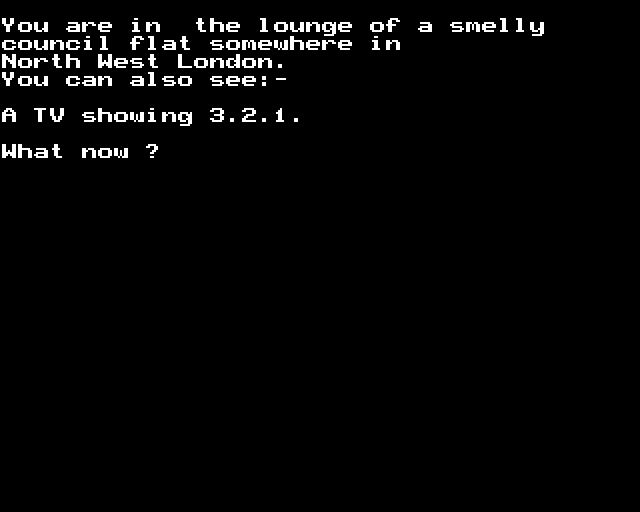 You are in  the lounge of a smelly
council flat somewhere in
North West London.
You can also see:-
A TV showing 3.2.1.
What now ?